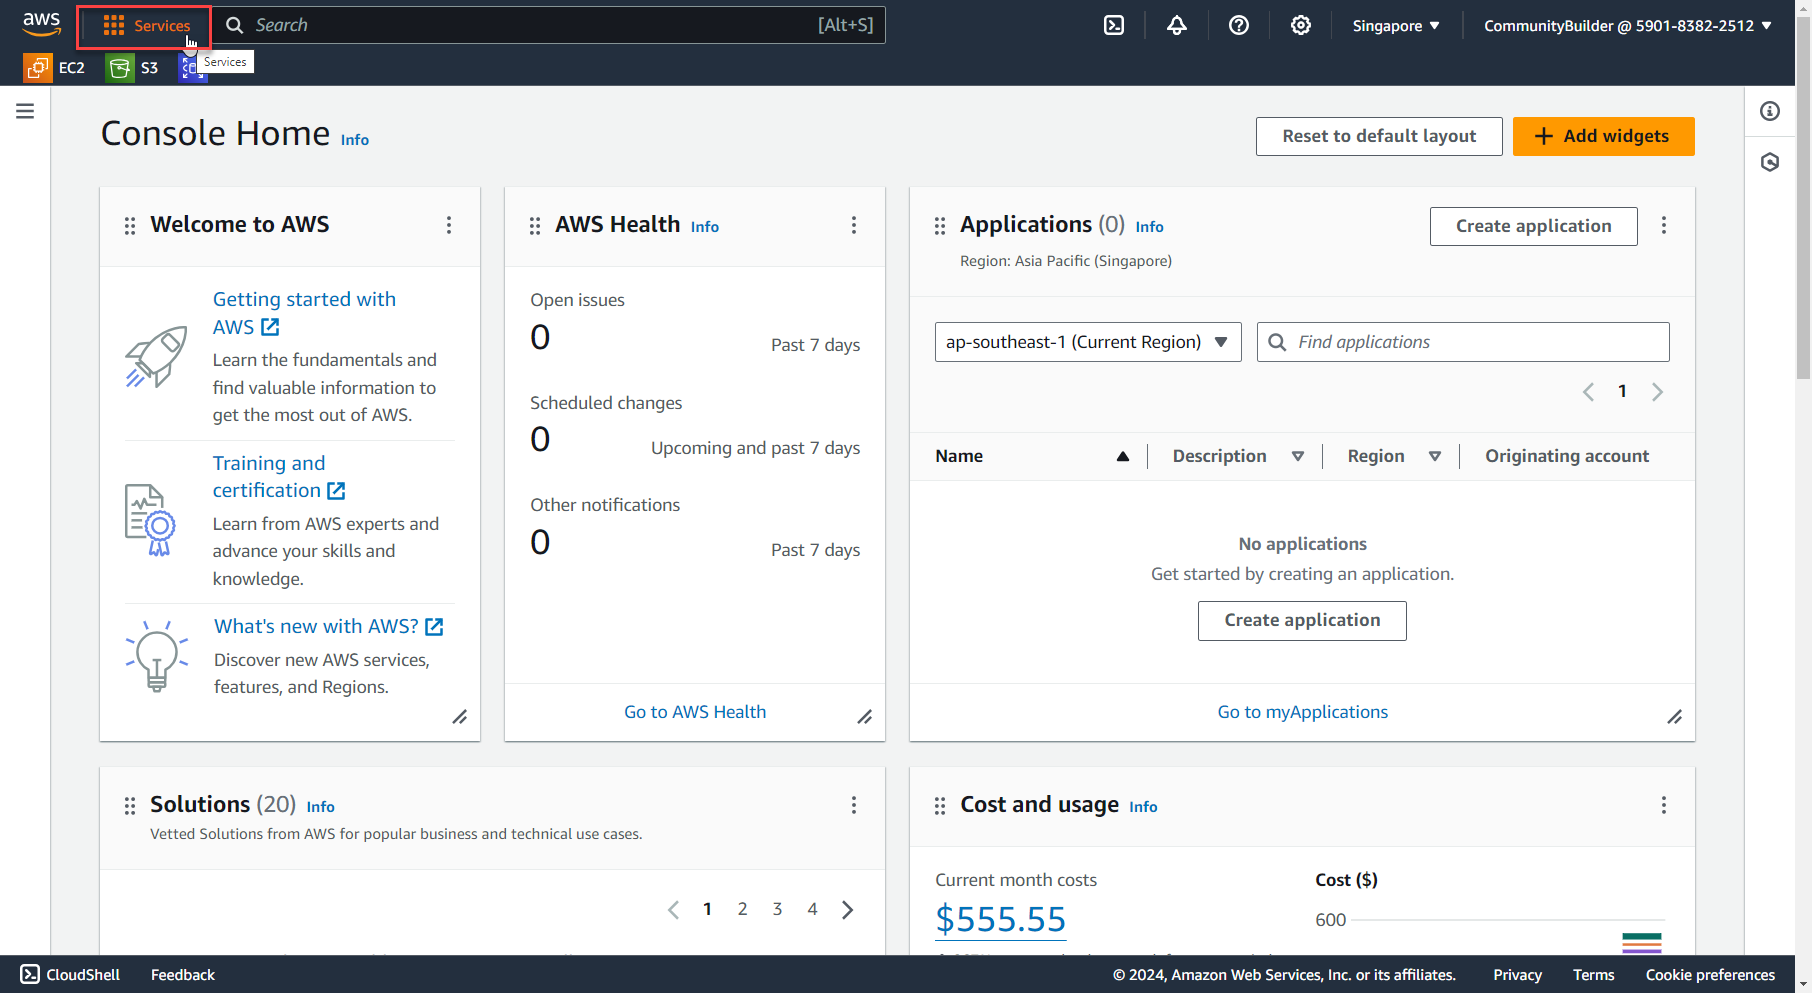 aws
Services
Search
[Alt+S]
Singapore
CommunityBuilder @ 5901-8382-2512
EC2
S3
Services
Console Home Info
Reset to default layout
Add widgets
Welcome to AWS
Getting started with
AWS
Learn the fundamentals and
find valuable information to
get the most out of AWS.
Training and
certification
Learn from AWS experts and
advance your skills and
knowledge.
What's new with AWS?
Discover new AWS services,
features, and Regions.
AWS Health Info
Open issues
0
Past 7 days
Scheduled changes
0
Upcoming and past 7 days
Other notifications
0
Past 7 days
Go to AWS Health
Applications (0) Info
Region: Asia Pacific (Singapore)
Create application
ap-southeast-1 (Current Region)
Find applications
1
Name
Description
Region
Originating account
No applications
Get started by creating an application.
Create application
Go to myApplications
Solutions (20) Info
Vetted Solutions from AWS for popular business and technical use cases.
1 2 3 4
Cost and usage Info
Current month costs
$555.55
Cost ($)
600
CloudShell
Feedback
© 2024, Amazon Web Services, Inc. or its affiliates.
Privacy
Terms
Cookie preferences